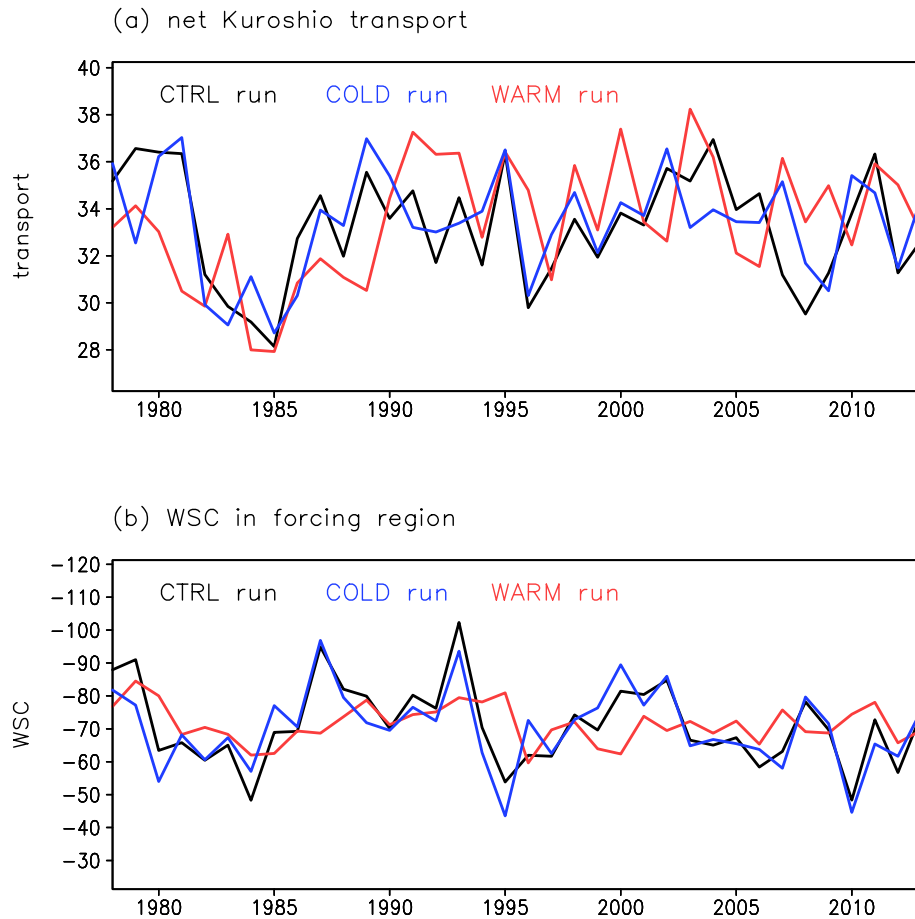 (a) net Kuroshio transport
40
CTRL run COLD run WARM run
38
36
34
transport
32
30
28
1980 1985 1990 1995 2000 2005 2010
(b) WSC in forcing region
-120
CTRL run COLD run WARM run
-110
-100
-90
-80
-70
WSC
-60
-50
-40
-30
1980 1985 1990 1995 2000 2005 2010